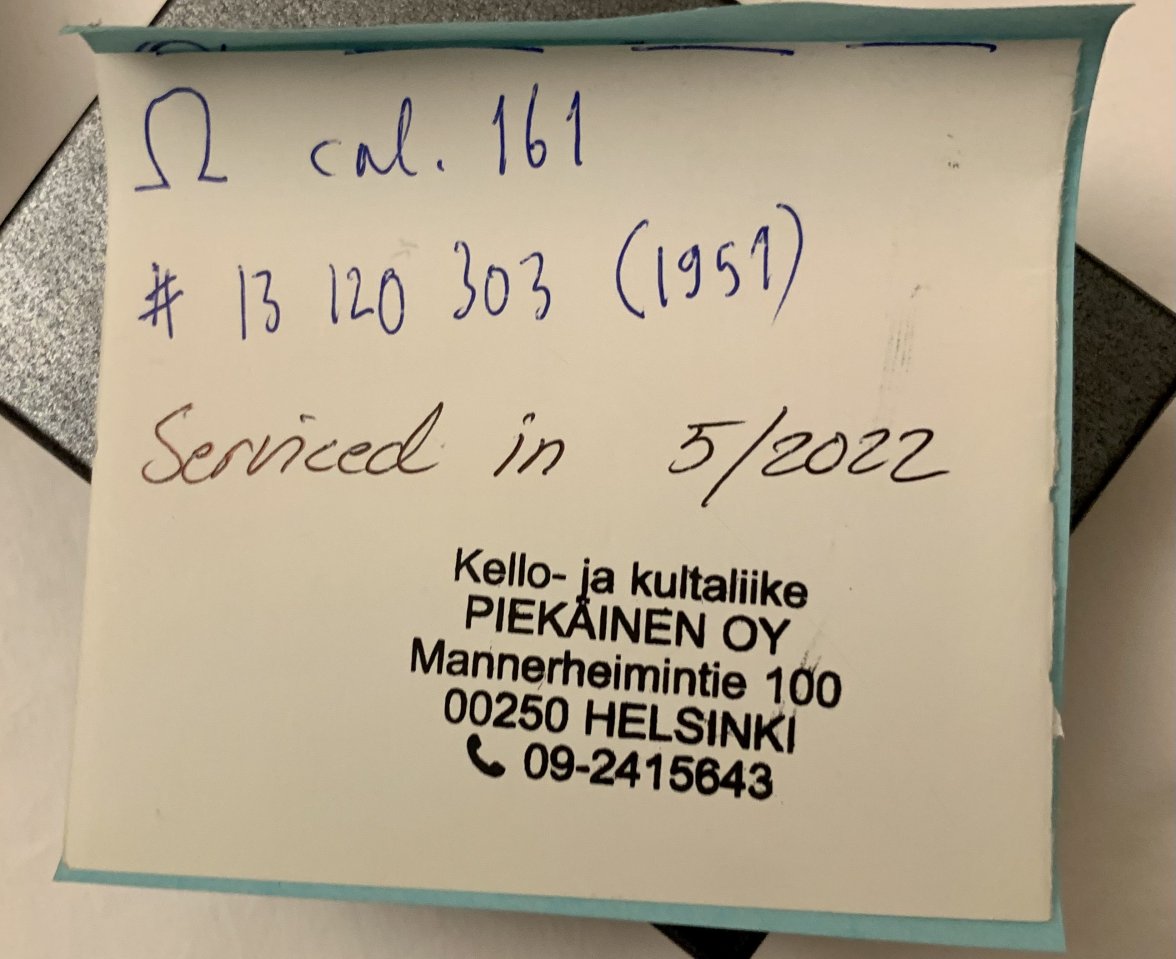 Ω cal. 161
# 13 120 303 (1951)
Serviced in 5/2022
Kello- ja kultaliike
PIEKÄINEN OY
Mannerheimintie 100
00250 HELSINKI
09-2415643